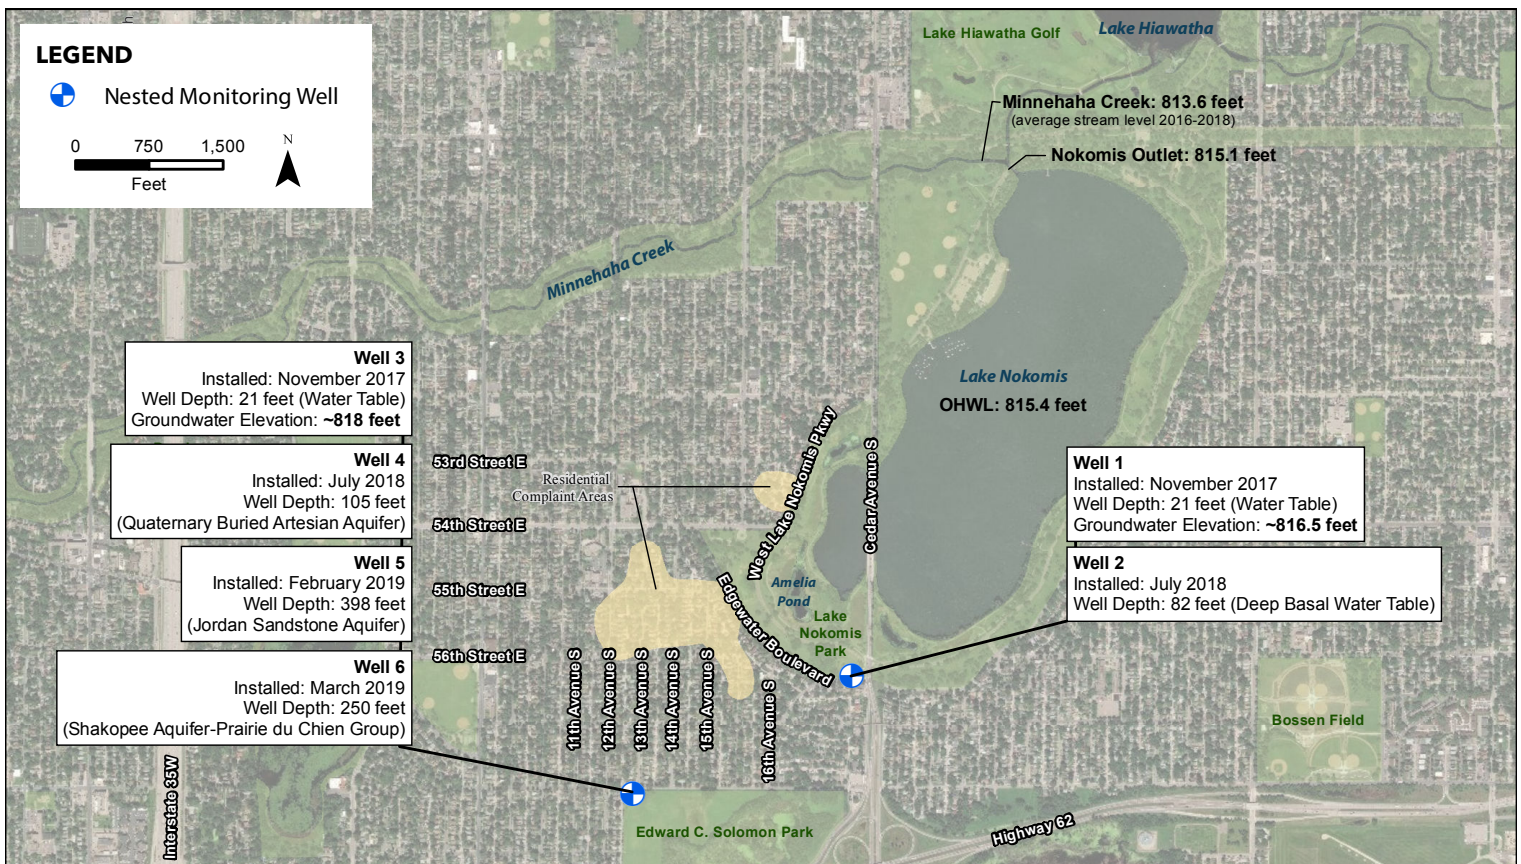 LEGEND
Nested Monitoring Well
0 750 1,500
Feet
N
Lake Hiawatha Golf
Lake Hiawatha
Minnehaha Creek: 813.6 feet
(average stream level 2016-2018)
Nokomis Outlet: 815.1 feet
Minnehaha Creek
Lake Nokomis
OHWL: 815.4 feet
Well 3
Installed: November 2017
Well Depth: 21 feet (Water Table)
Groundwater Elevation: ~818 feet
Well 4
Installed: July 2018
Well Depth: 105 feet
(Quaternary Buried Artesian Aquifer)
Well 5
Installed: February 2019
Well Depth: 398 feet
(Jordan Sandstone Aquifer)
Well 6
Installed: March 2019
Well Depth: 250 feet
(Shakopee Aquifer-Prairie du Chien Group)
53rd Street E
54th Street E
55th Street E
56th Street E
Residential
Complaint Areas
West Lake Nokomis Pkwy
Cedar Avenue S
Edgewater Boulevard
Amelia
Pond
Lake
Nokomis
Park
Well 1
Installed: November 2017
Well Depth: 21 feet (Water Table)
Groundwater Elevation: ~816.5 feet
Well 2
Installed: July 2018
Well Depth: 82 feet (Deep Basal Water Table)
11th Avenue S
12th Avenue S
13th Avenue S
14th Avenue S
15th Avenue S
16th Avenue S
Bossen Field
Interstate 35W
Edward C. Solomon Park
Highway 62